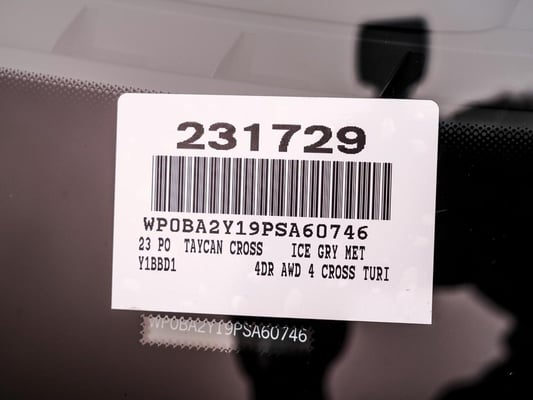 231729
WP0BA2Y19PSA60746
23 PO TAYCAN CROSS ICE GRY MET
Y1BBD1 4DR AWD 4 CROSS TURI
WP0BA2Y19PSA60746